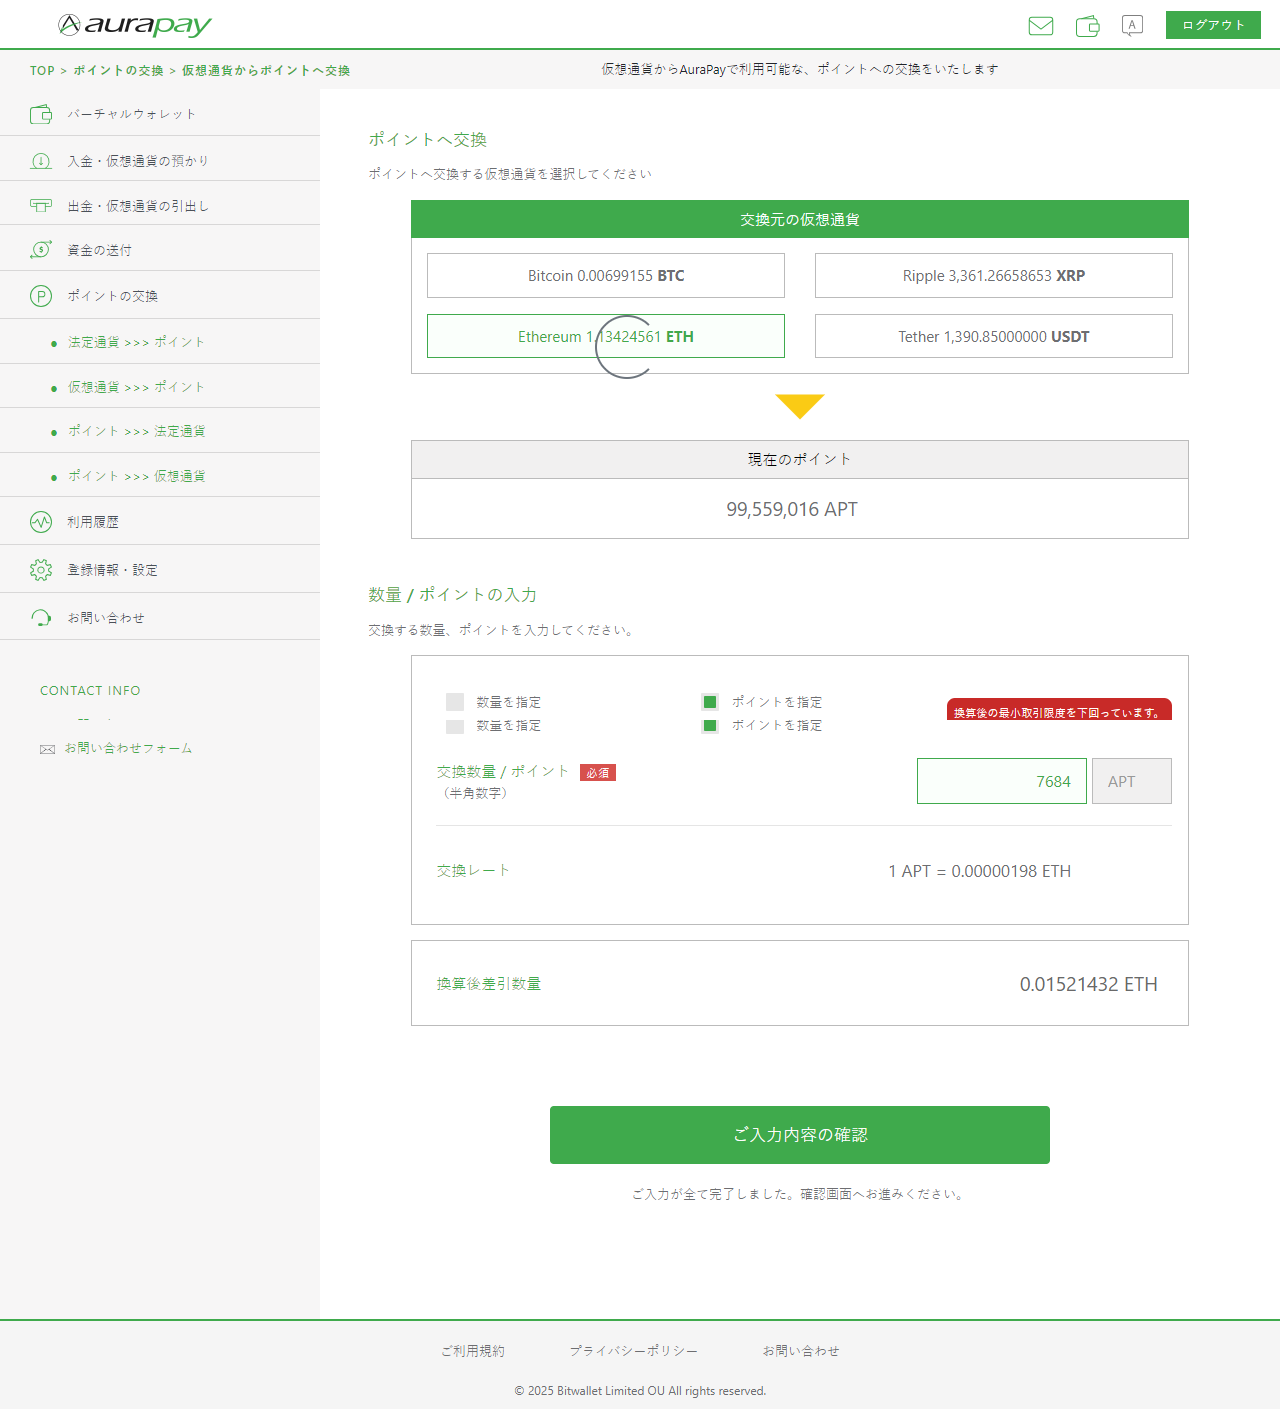 aurapay
A
ログアウト
TOP > ポイントの交換 > 仮想通貨からポイントへ交換
仮想通貨からAuraPayで利用可能な、ポイントへの交換をいたします
バーチャルウォレット
入金・仮想通貨の預かり
出金・仮想通貨の引出し
資金の送付
ポイントの交換
● 法定通貨 >>> ポイント
● 仮想通貨 >>> ポイント
● ポイント >>> 法定通貨
● ポイント >>> 仮想通貨
利用履歴
登録情報・設定
お問い合わせ
CONTACT INFO
お問い合わせフォーム
ポイントへ交換
ポイントへ交換する仮想通貨を選択してください
交換元の仮想通貨
Bitcoin 0.00699155 BTC
Ripple 3,361.26658653 XRP
Ethereum 1.13424561 ETH
Tether 1,390.85000000 USDT
現在のポイント
99,559,016 APT
数量 / ポイントの入力
交換する数量、ポイントを入力してください。
数量を指定
ポイントを指定
換算後の最小取引限度を下回っています。
数量を指定
ポイントを指定
交換数量 / ポイント 必須
（半角数字）
7684
APT
交換レート
1 APT = 0.00000198 ETH
換算後差引数量
0.01521432 ETH
ご入力内容の確認
ご入力が全て完了しました。確認画面へお進みください。
ご利用規約
プライバシーポリシー
お問い合わせ
© 2025 Bitwallet Limited OU All rights reserved.